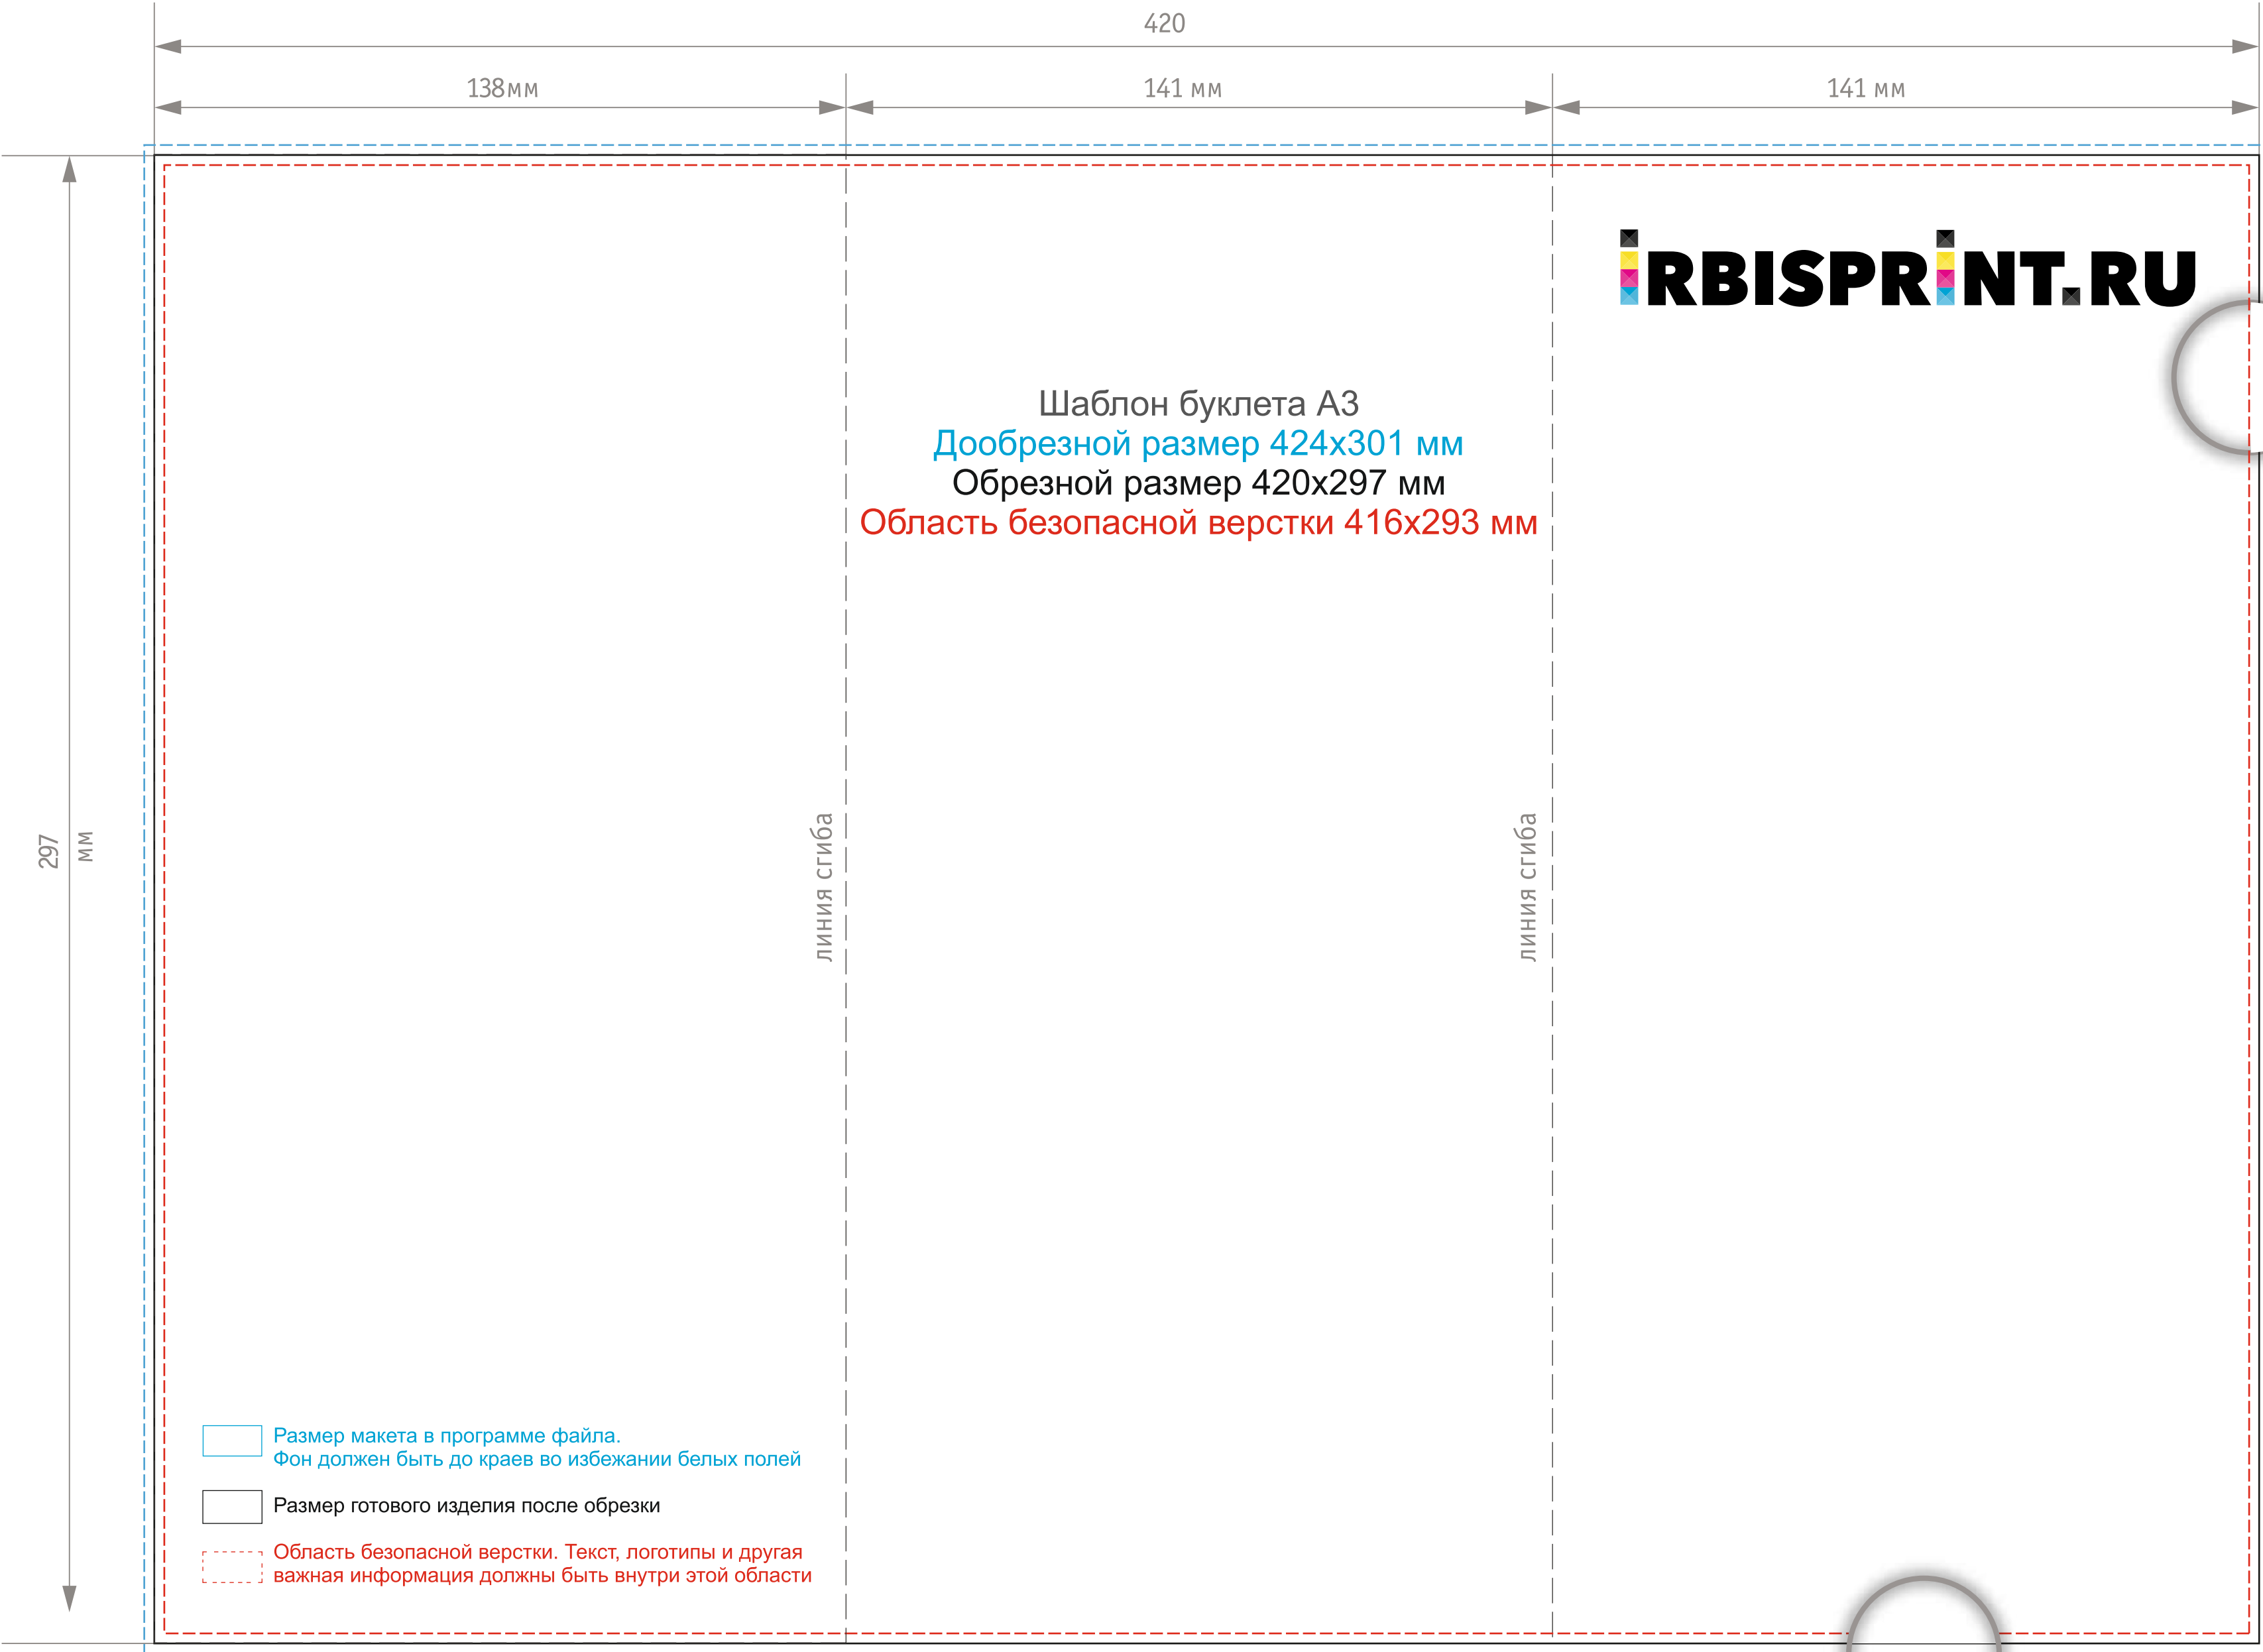 420
138мм
141 мм
141 мм
iRBISPRiNT.RU
Шаблон буклета А3
Дообрезной размер 424х301 мм
Обрезной размер 420х297 мм
Область безопасной верстки 416х293 мм
297
мм
линия сгиба
линия сгиба
Размер макета в программе файла.
Фон должен быть до краев во избежании белых полей
Размер готового изделия после обрезки
Область безопасной верстки. Текст, логотипы и другая
важная информация должны быть внутри этой области